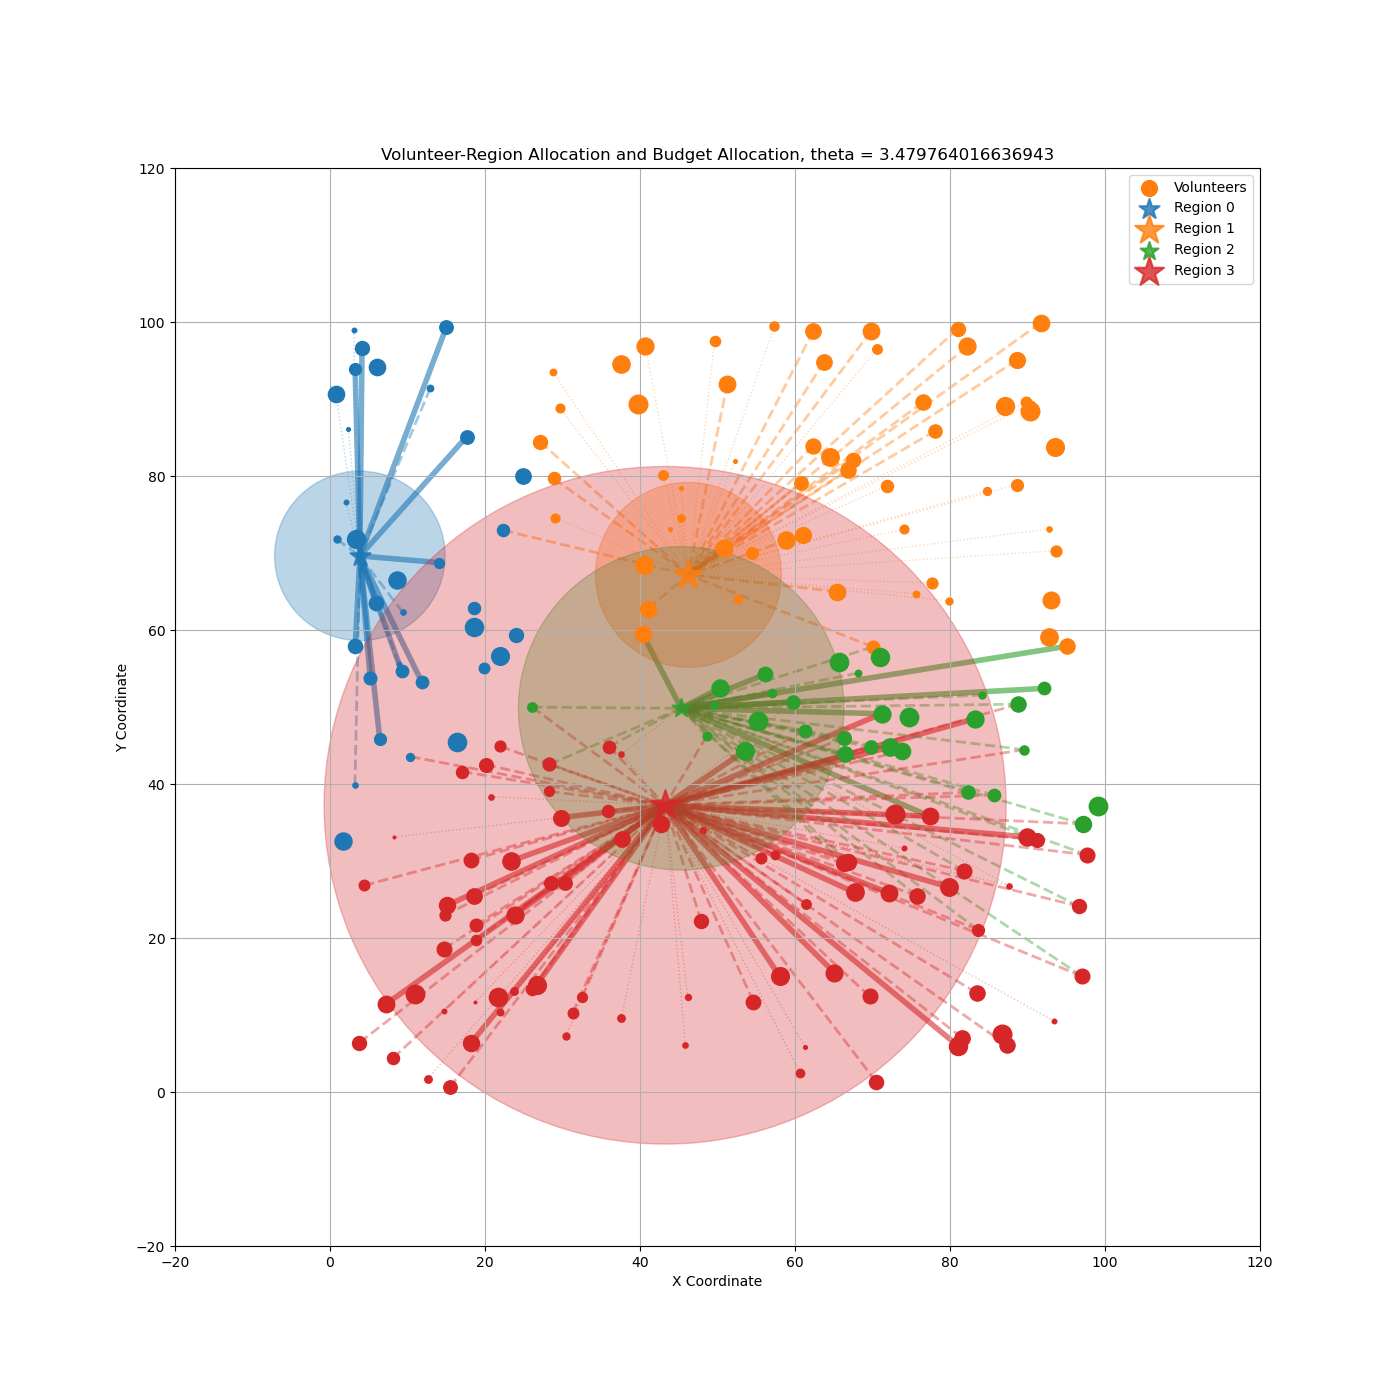 Volunteer-Region Allocation and Budget Allocation, theta = 3.479764016636943
120
100
80
60
40
20
0
−20
Y Coordinate
Volunteers
Region 0
Region 1
Region 2
Region 3
−20 0 20 40 60 80 100 120
X Coordinate